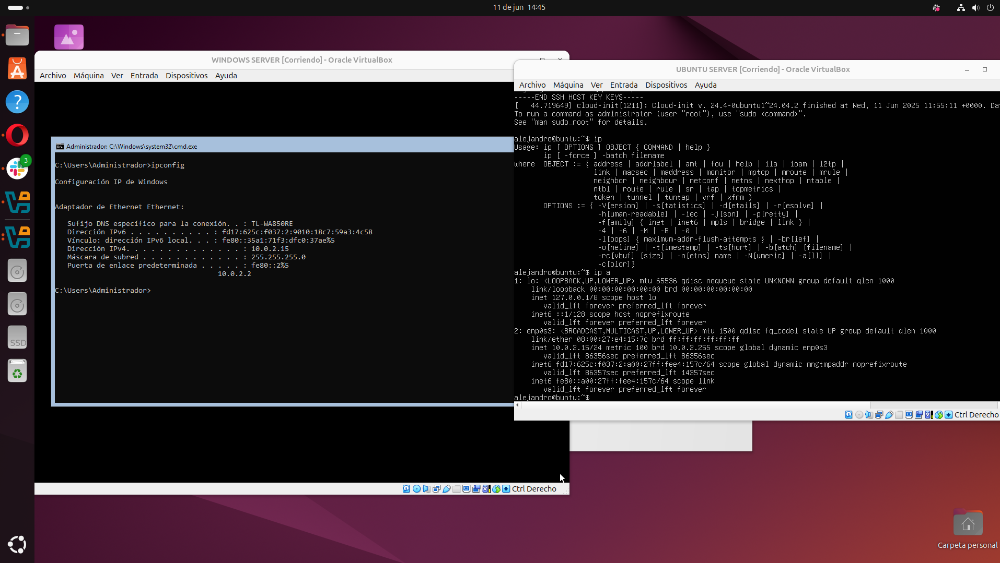 11 de jun 14:45
WINDOWS SERVER [Corriendo] - Oracle VirtualBox
Archivo Máquina Ver Entrada Dispositivos Ayuda
Administrador: C:\Windows\system32\cmd.exe
C:\Users\Administrador>ipconfig
Configuración IP de Windows
Adaptador de Ethernet Ethernet:
Sufijo DNS específico para la conexión. . : TL-WA850RE
Dirección IPv6 . . . . . . . . . . : fd17:625c:f037:2:9010:18c7:59a3:4c58
Vínculo: dirección IPv6 local. . . : fe80::35a1:71f3:dfc0:37ae%5
Dirección IPv4. . . . . . . . . . . . . . : 10.0.2.15
Máscara de subred . . . . . . . . . . . . : 255.255.255.0
Puerta de enlace predeterminada . . . . . : fe80::2%5
10.0.2.2
C:\Users\Administrador>
Ctrl Derecho
UBUNTU SERVER [Corriendo] - Oracle VirtualBox
Archivo Máquina Ver Entrada Dispositivos Ayuda
-----END SSH HOST KEY KEYS-----
[   44.719649] cloud-init[1211]: Cloud-init v. 24.4-0ubuntu1~24.04.2 finished at Wed, 11 Jun 2025 11:55:11 +0000. Da
To run a command as administrator (user "root"), use "sudo <command>".
See "man sudo_root" for details.
alejandro@buntu:~$ ip
Usage: ip [ OPTIONS ] OBJECT { COMMAND | help }
ip [ -force ] -batch filename
where  OBJECT := { address | addrlabel | amt | fou | help | ila | ioam | l2tp |
link | macsec | maddress | monitor | mptcp | mroute | mrule |
neighbor | neighbour | netconf | netns | nexthop | ntable |
ntbl | route | rule | sr | tap | tcpmetrics |
token | tunnel | tuntap | vrf | xfrm }
OPTIONS := { -V[ersion] | -s[tatistics] | -d[etails] | -r[esolve] |
-h[uman-readable] | -iec | -j[son] | -p[retty] |
-f[amily] { inet | inet6 | mpls | bridge | link } |
-4 | -6 | -M | -B | -0 |
-l[oops] { maximum-addr-flush-attempts } | -br[ief] |
-o[neline] | -t[imestamp] | -ts[hort] | -b[atch] [filename] |
-rc[vbuf] [size] | -n[etns] name | -N[umeric] | -a[ll] |
-c[olor]}
alejandro@buntu:~$ ip a
1: lo: <LOOPBACK,UP,LOWER_UP> mtu 65536 qdisc noqueue state UNKNOWN group default qlen 1000
link/loopback 00:00:00:00:00:00 brd 00:00:00:00:00:00
inet 127.0.0.1/8 scope host lo
valid_lft forever preferred_lft forever
inet6 ::1/128 scope host noprefixroute
valid_lft forever preferred_lft forever
2: enp0s3: <BROADCAST,MULTICAST,UP,LOWER_UP> mtu 1500 qdisc fq_codel state UP group default qlen 1000
link/ether 08:00:27:e4:15:7c brd ff:ff:ff:ff:ff:ff
inet 10.0.2.15/24 metric 100 brd 10.0.2.255 scope global dynamic enp0s3
valid_lft 86356sec preferred_lft 86356sec
inet6 fd17:625c:f037:2:a00:27ff:fee4:157c/64 scope global dynamic mngtmpaddr noprefixroute
valid_lft 86357sec preferred_lft 14357sec
inet6 fe80::a00:27ff:fee4:157c/64 scope link
valid_lft forever preferred_lft forever
alejandro@buntu:~$
Ctrl Derecho
3
SSD
Carpeta personal